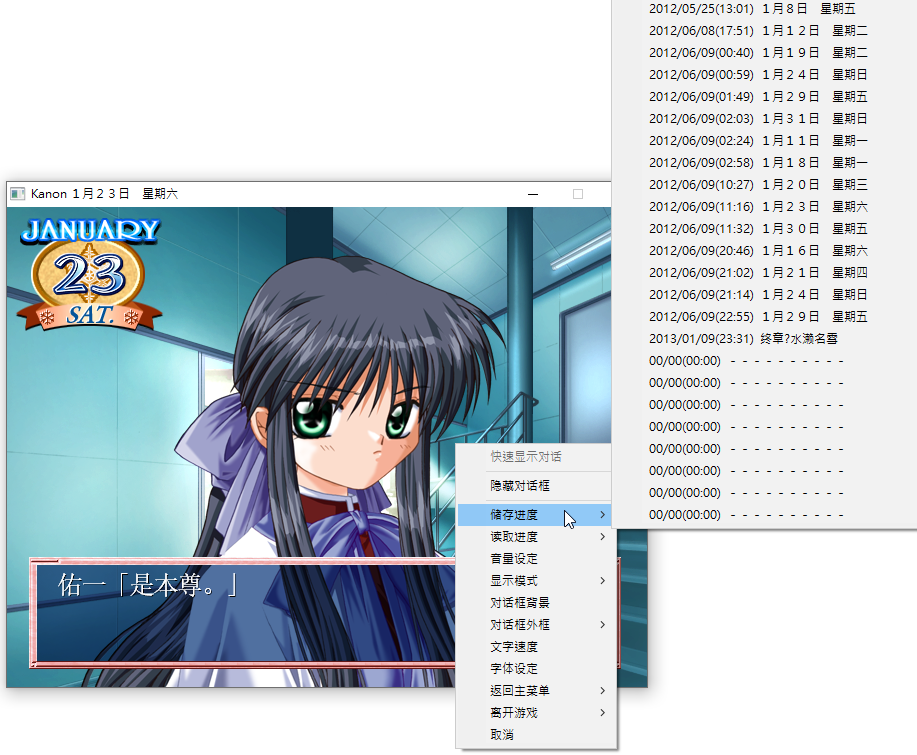 2012/05/25(13:01) １月８日　星期五
2012/06/08(17:51) １月１２日　星期二
2012/06/09(00:40) １月１９日　星期二
2012/06/09(00:59) １月２４日　星期日
2012/06/09(01:49) １月２９日　星期五
2012/06/09(02:03) １月３１日　星期日
2012/06/09(02:24) １月１１日　星期一
2012/06/09(02:58) １月１８日　星期一
2012/06/09(10:27) １月２０日　星期三
2012/06/09(11:16) １月２３日　星期六
2012/06/09(11:32) １月３０日　星期五
2012/06/09(20:46) １月１６日　星期六
2012/06/09(21:02) １月２１日　星期四
2012/06/09(21:14) １月２４日　星期日
2012/06/09(22:55) １月２９日　星期五
2013/01/09(23:31) 终章?水濑名雪
00/00(00:00) - - - - - - - - - -
00/00(00:00) - - - - - - - - - -
00/00(00:00) - - - - - - - - - -
00/00(00:00) - - - - - - - - - -
00/00(00:00) - - - - - - - - - -
00/00(00:00) - - - - - - - - - -
00/00(00:00) - - - - - - - - - -
00/00(00:00) - - - - - - - - - -
Kanon １月２３日　星期六
JANUARY
23
SAT.
佑一「是本尊。」
快速显示对话
隐藏对话框
储存进度
读取进度
音量设定
显示模式
对话框背景
对话框外框
文字速度
字体设定
返回主菜单
离开游戏
取消